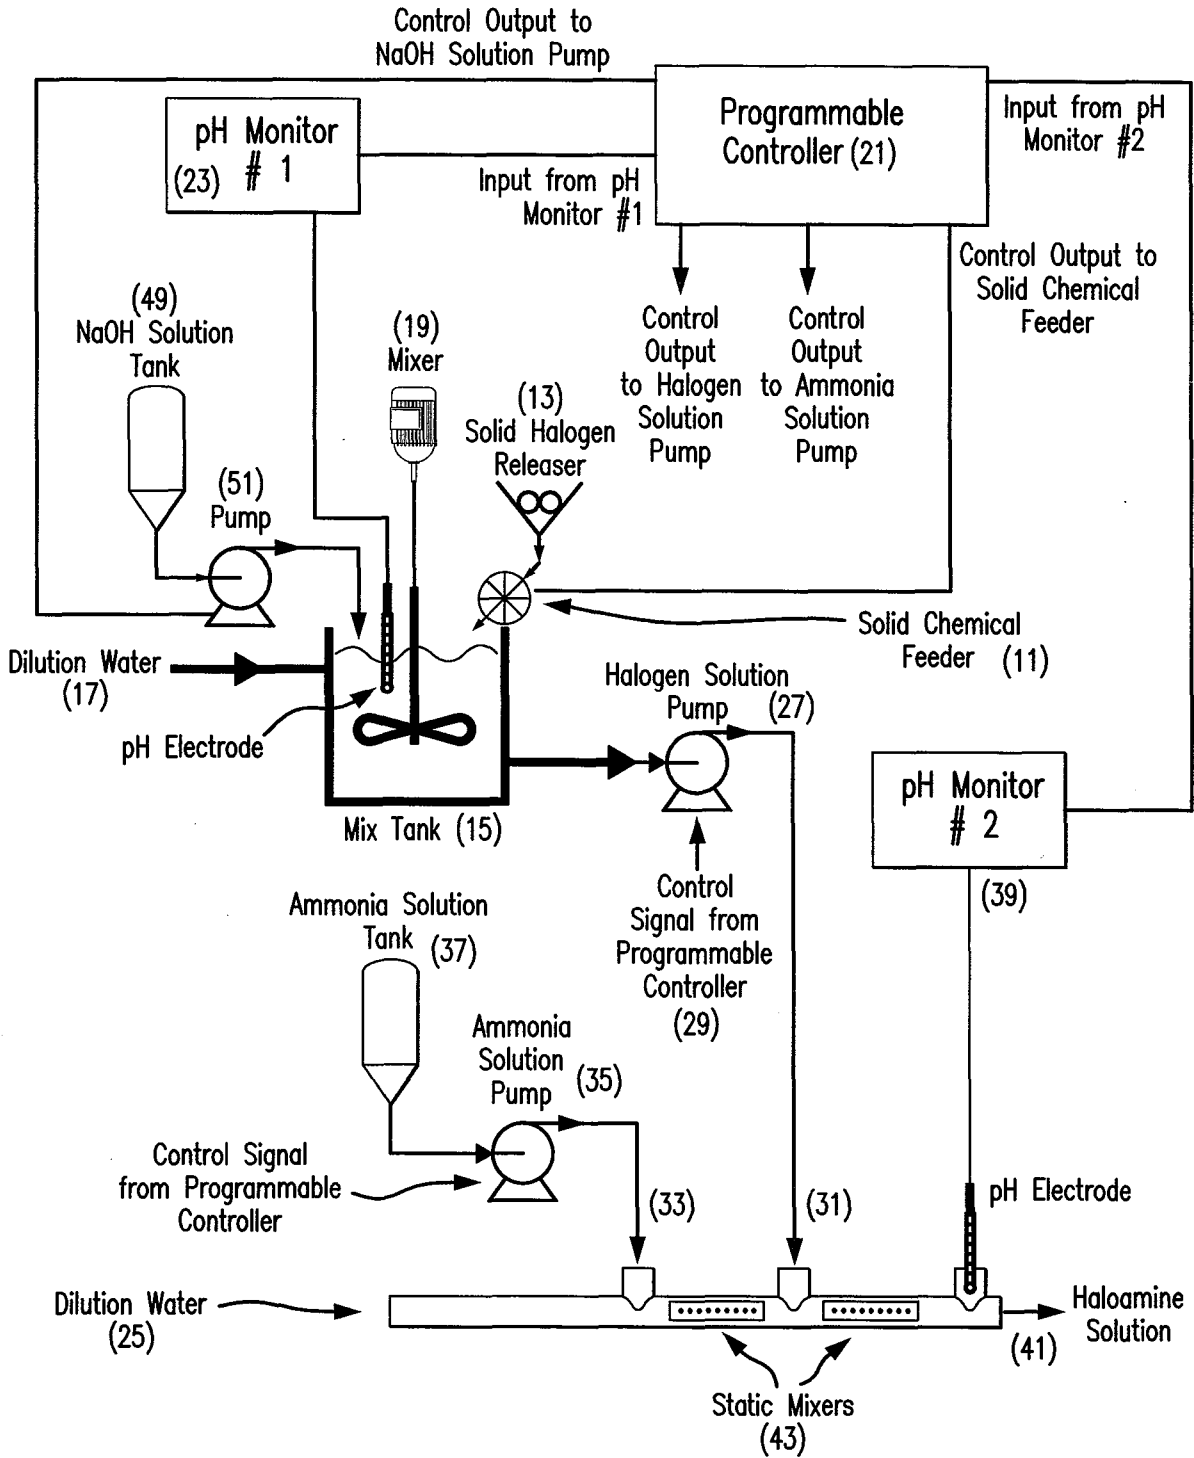 Control Output to
NaOH Solution Pump
pH Monitor
# 1
(23)
Programmable
Controller (21)
Input from pH
Monitor #2
Input from pH
Monitor #1
Control Output to
Solid Chemical
Feeder
(49)
NaOH Solution
Tank
(19)
Mixer
(13)
Solid Halogen
Releaser
Control
Output
to Halogen
Solution
Pump
Control
Output
to Ammonia
Solution
Pump
(51)
Pump
Solid Chemical
Feeder (11)
Dilution Water
(17)
pH Electrode
Mix Tank (15)
Halogen Solution
Pump (27)
pH Monitor
# 2
(39)
Control
Signal from
Programmable
Controller
(29)
Ammonia Solution
Tank (37)
Ammonia
Solution
Pump (35)
Control Signal
from Programmable
Controller
(33)
(31)
pH Electrode
Dilution Water
(25)
Haloamine
Solution
(41)
Static Mixers
(43)